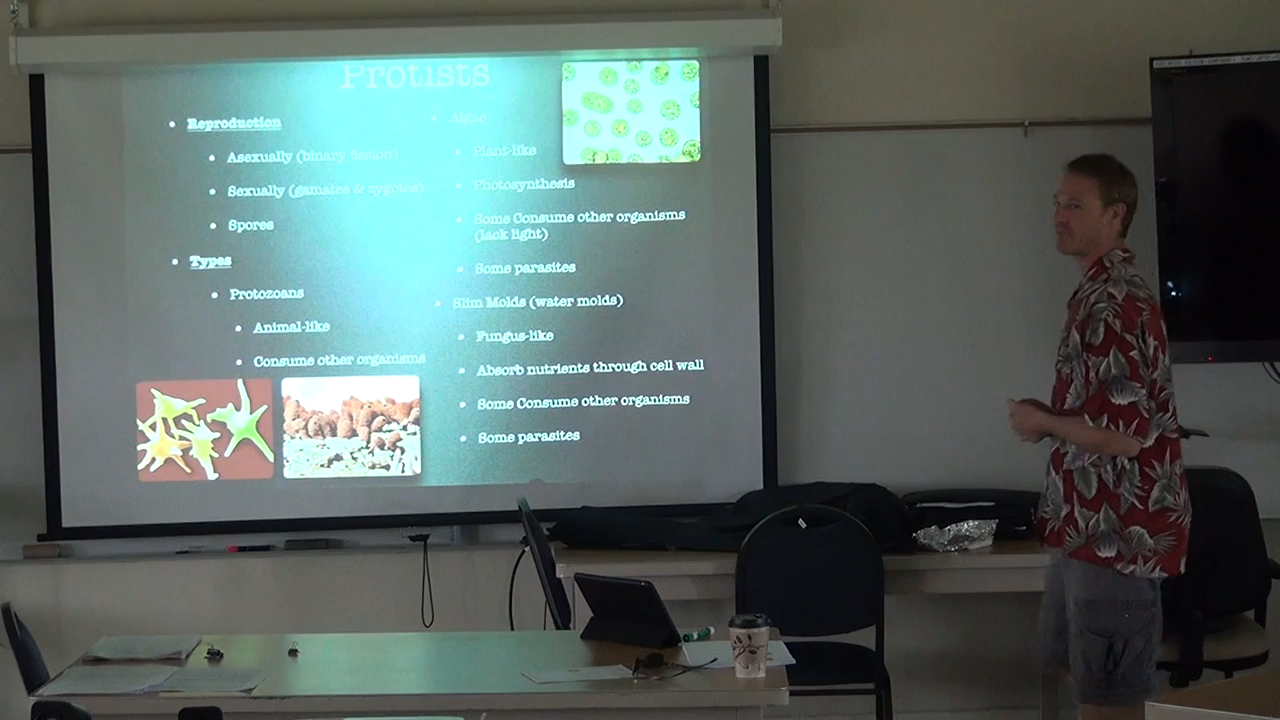 Protists
Reproduction
Asexually (binary fission)
Sexually (gamates & zygotes)
Spores
Types
Protozoans
Animal-like
Consume other organisms
Algae
Plant-like
Photosynthesis
Some Consume other organisms
(lack light)
Some parasites
Slim Molds (water molds)
Fungus-like
Absorb nutrients through cell wall
Some Consume other organisms
Some parasites